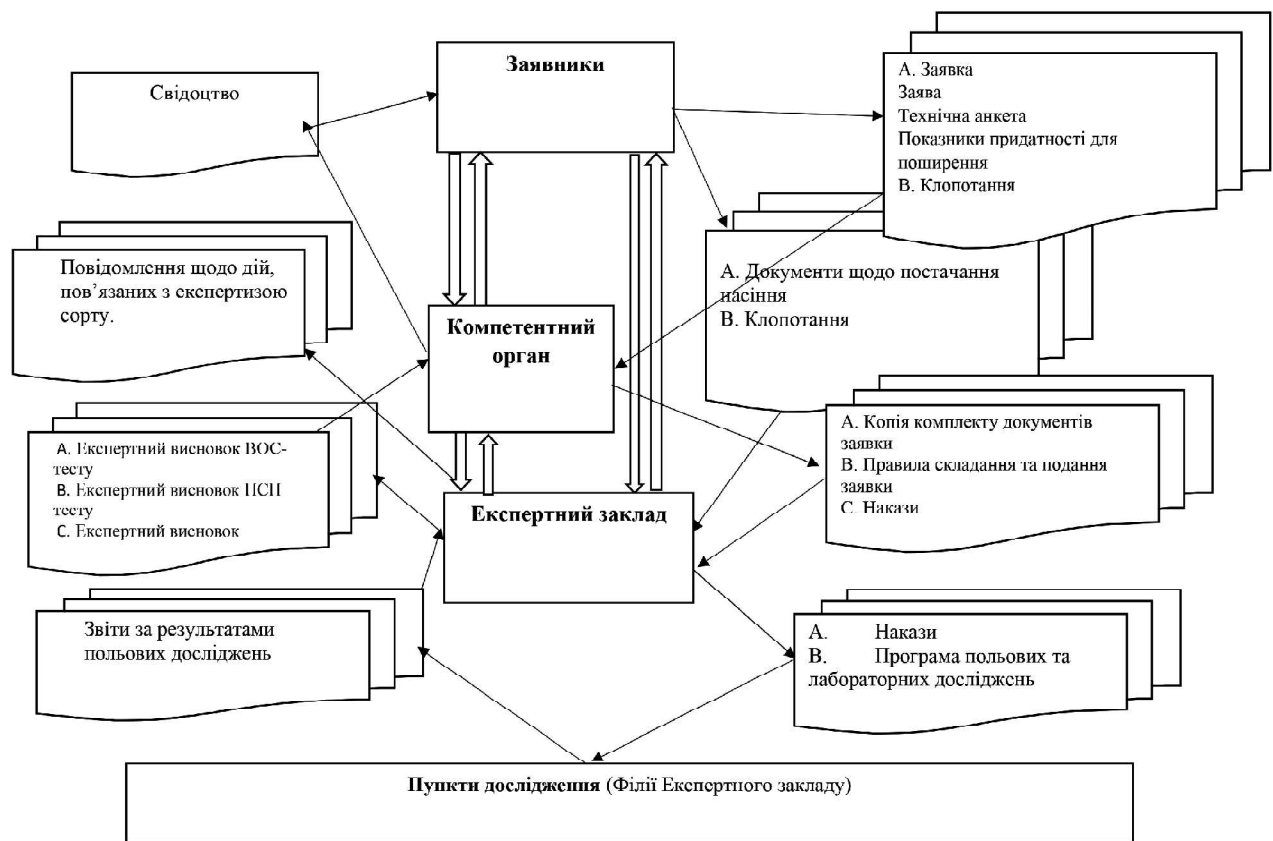 Заявники
Свідоцтво
А. Заявка
Заява
Технічна анкета
Показники придатності для
поширення
В. Клопотання
Повідомлення щодо дій,
пов’язаних з експертизою
сорту.
А. Документи щодо постачання
насіння
В. Клопотання
Компетентний
орган
А. Експертний висновок ВОС-
тесту
В. Експертний висновок ПСП
тесту
С. Експертний висновок
А. Копія комплекту документів
заявки
В. Правила складання та подання
заявки
С. Накази
Експертний заклад
Звіти за результатами
польових досліджень
А. Накази
В. Програма польових та
лабораторних досліджень
Пункти дослідження (Філії Експертного закладу)